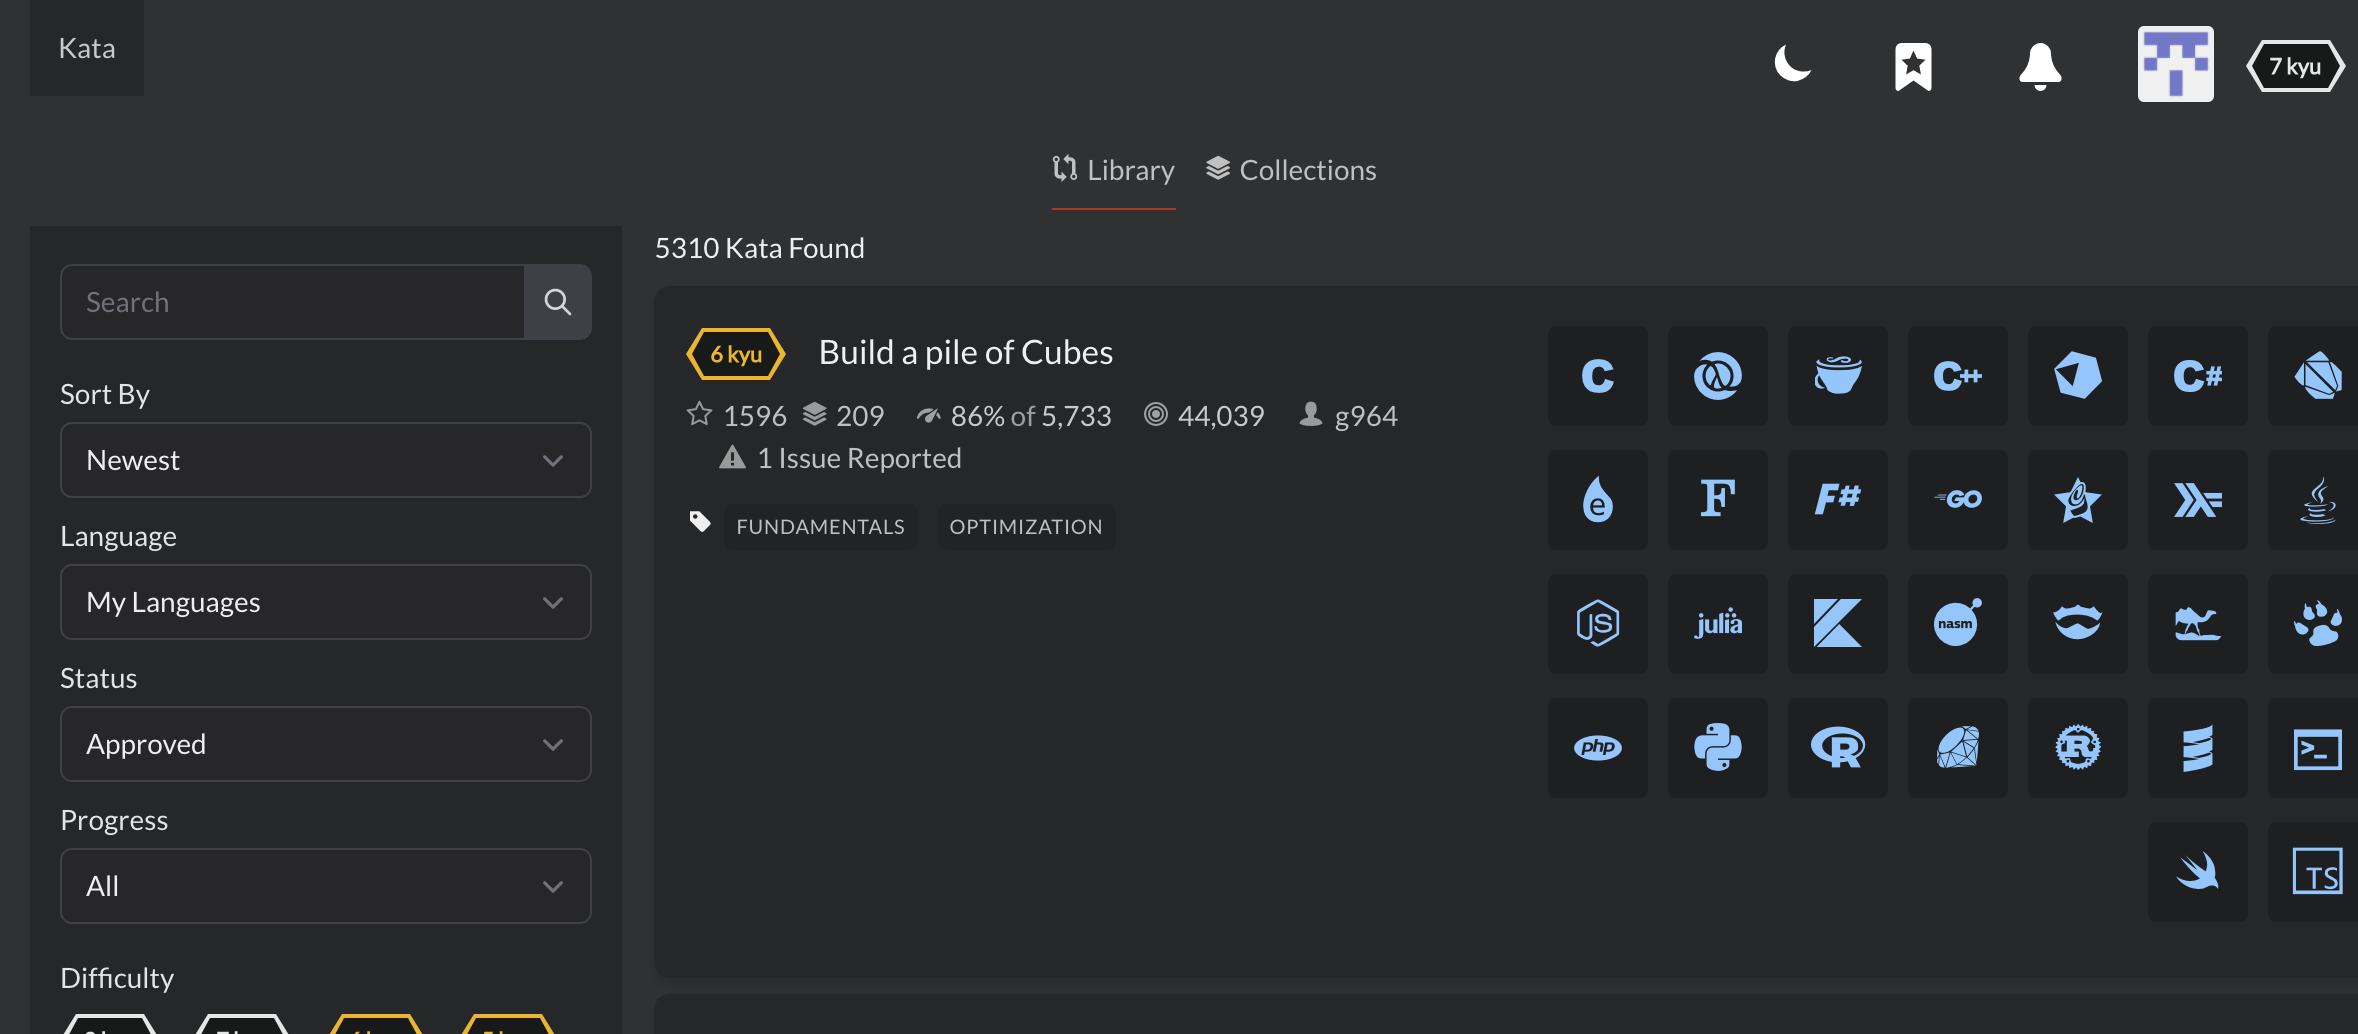 Kata
7 kyu
Library
Collections
Search
Sort By
Newest
Language
My Languages
Status
Approved
Progress
All
Difficulty
5310 Kata Found
6 kyu
Build a pile of Cubes
1596
209
86% of 5,733
44,039
g964
1 Issue Reported
FUNDAMENTALS
OPTIMIZATION
C
C++
C#
e
F
F#
GO
JS
julia
nasm
php
R
R
>_
TS